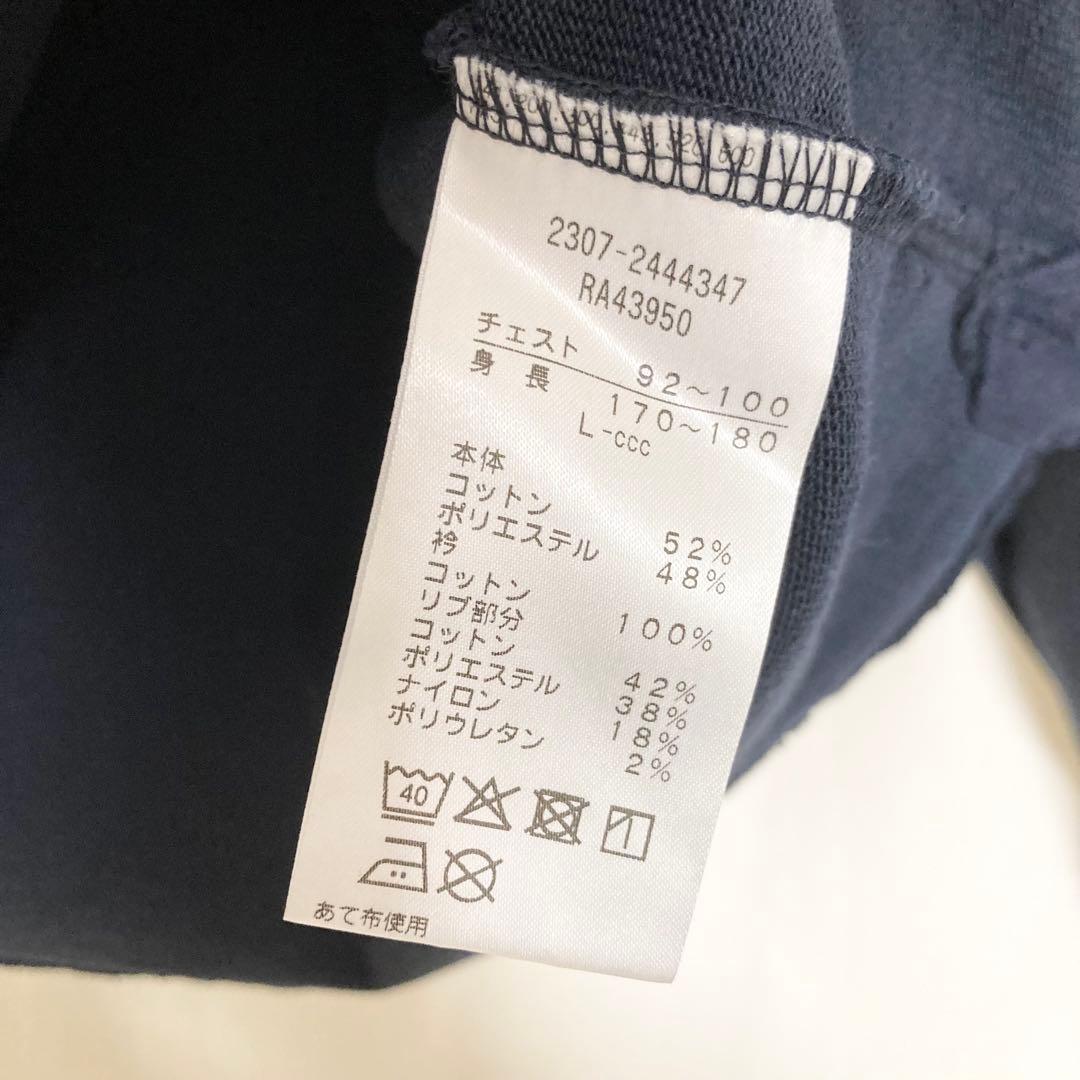 2307-2444347
RA43950
チェスト 92～100
身長 170～180
L-ccc
本体
コットン 52%
ポリエステル 48%
衿
コットン 100%
リブ部分
コットン 42%
ポリエステル 38%
ナイロン 18%
ポリウレタン 2%
40
あて布使用